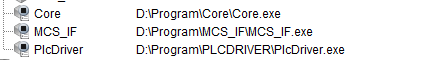 Core D:\Program\Core\Core.exe
MCS_IF D:\Program\MCS_IF\MCS_IF.exe
PlcDriver D:\Program\PLCDRIVER\PlcDriver.exe